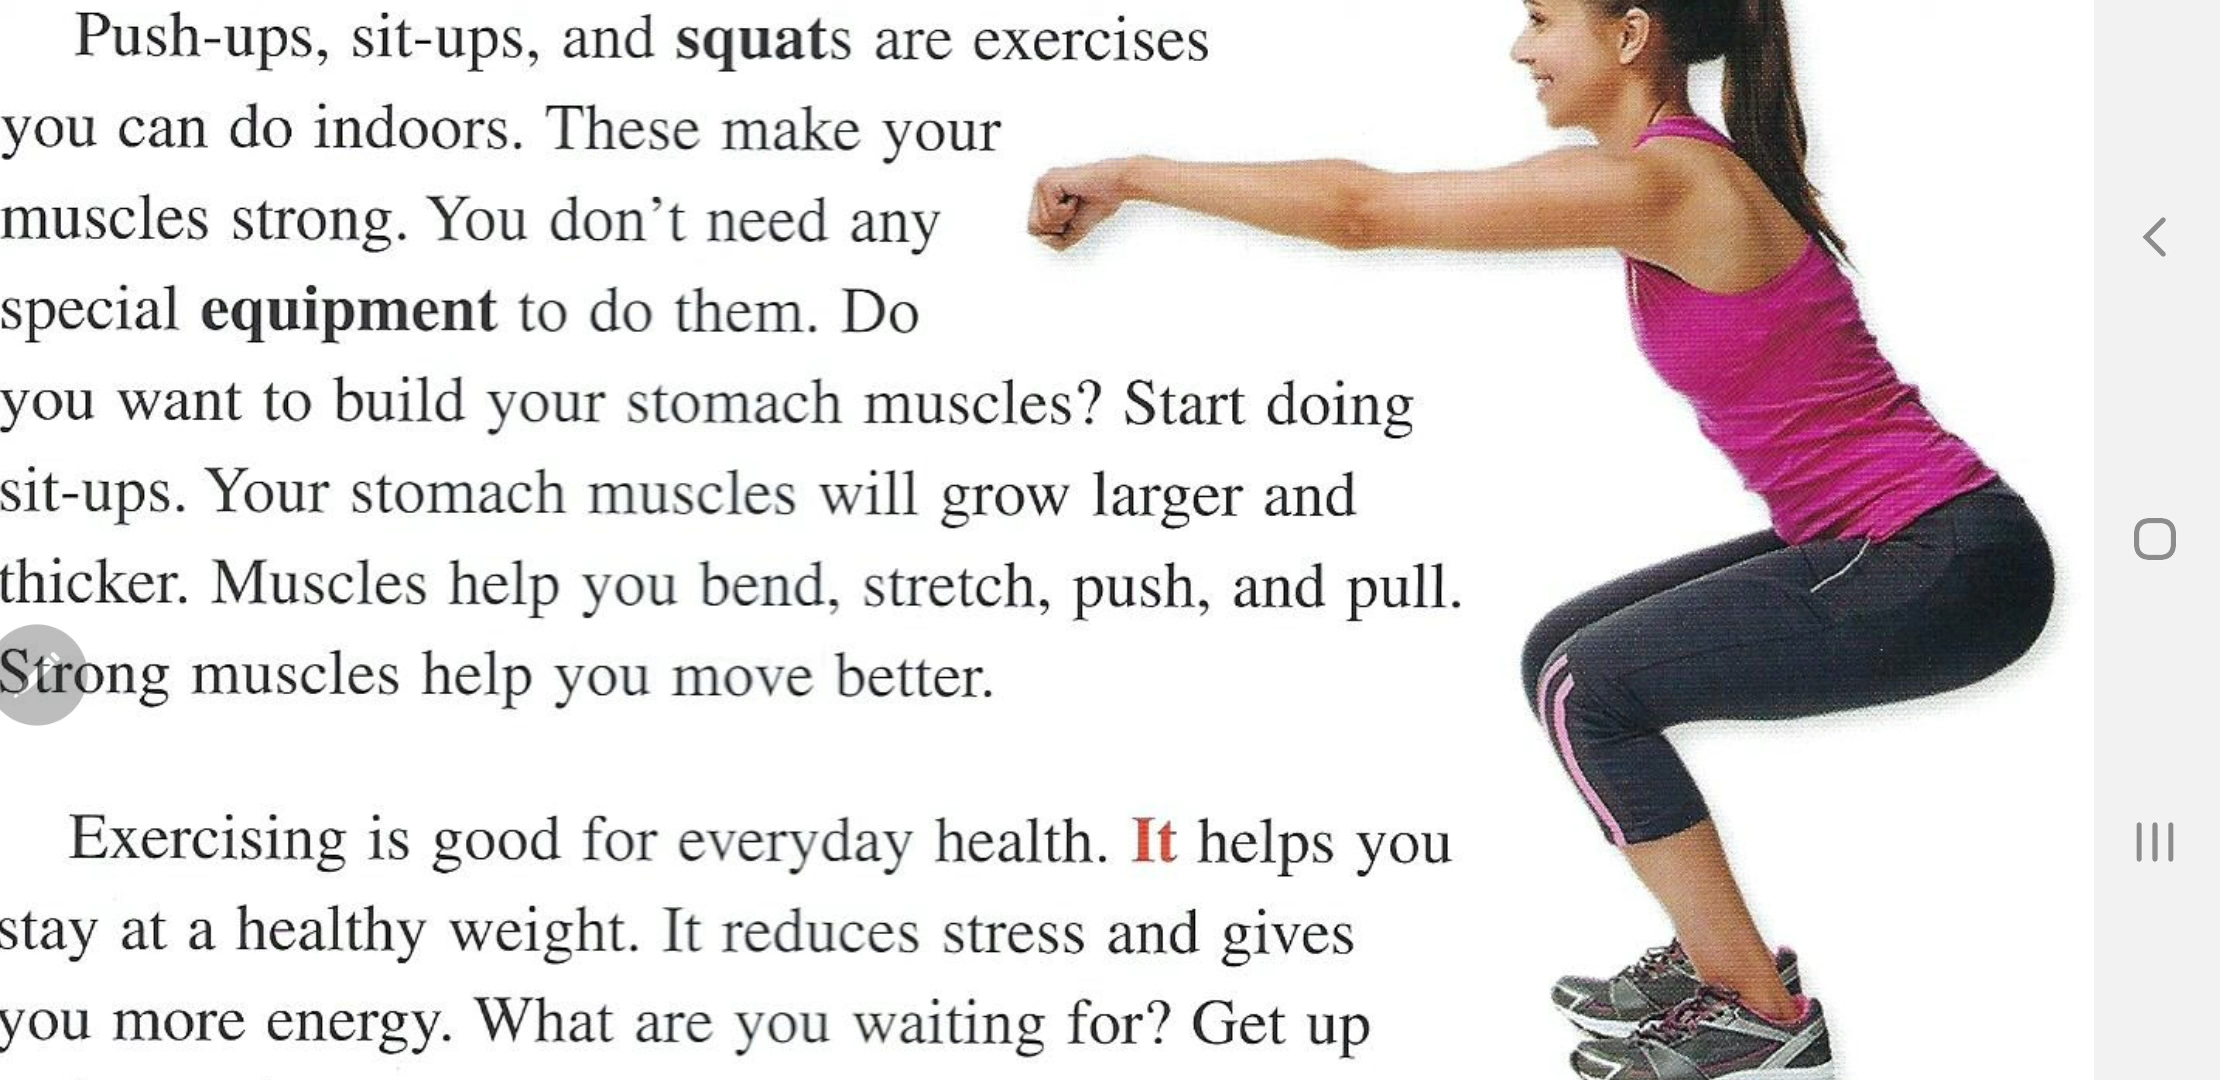 Push-ups, sit-ups, and squats are exercises
you can do indoors. These make your
muscles strong. You don't need any
special equipment to do them. Do
you want to build your stomach muscles? Start doing
sit-ups. Your stomach muscles will grow larger and
thicker. Muscles help you bend, stretch, push, and pull.
Strong muscles help you move better.
Exercising is good for everyday health. It helps you
stay at a healthy weight. It reduces stress and gives
you more energy. What are you waiting for? Get up